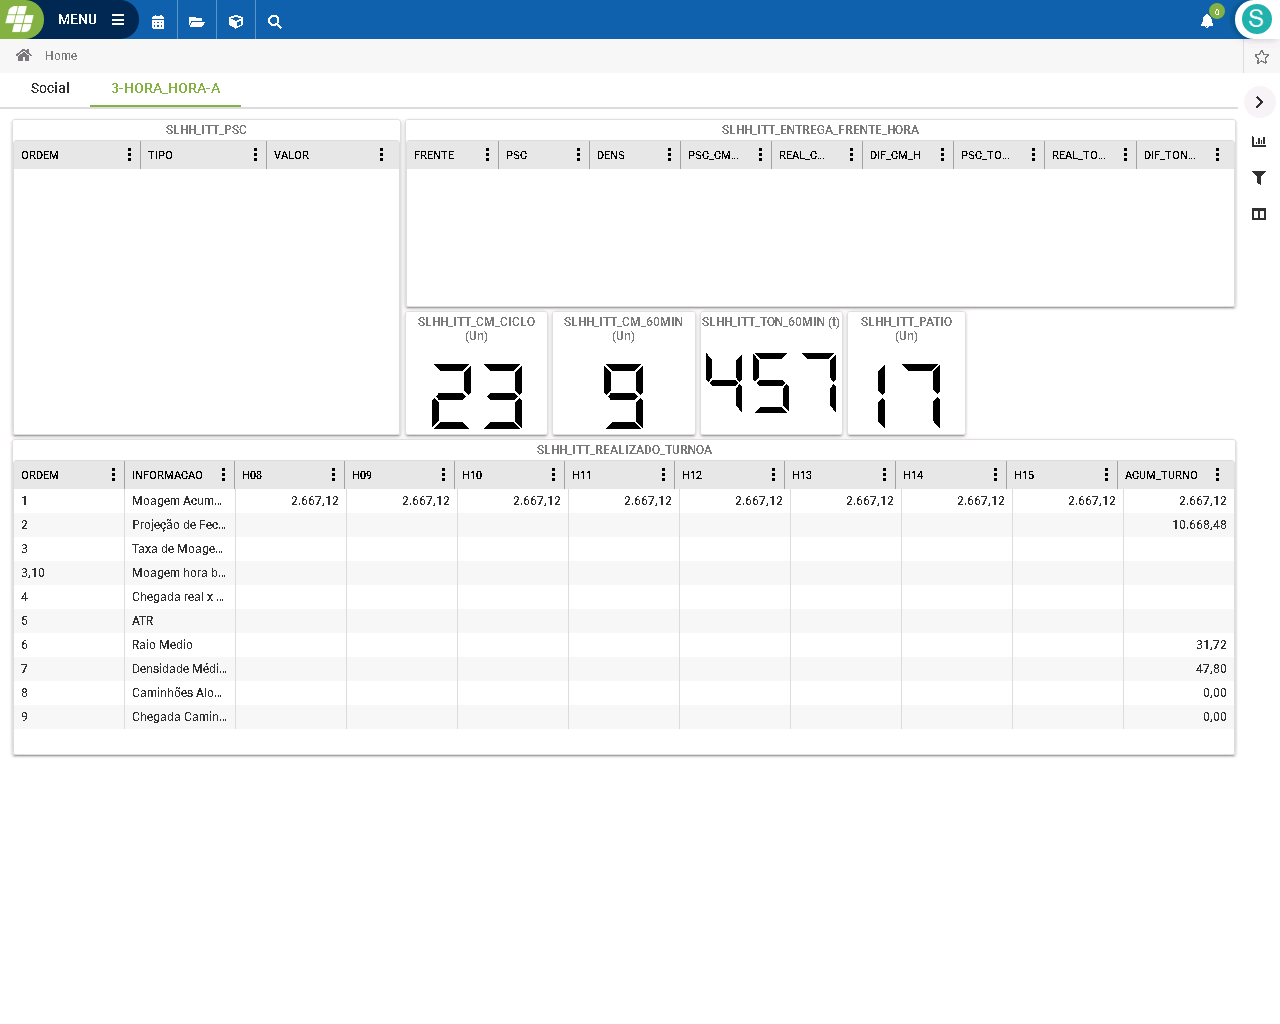 MENU
0
S
Home
Social
3-HORA_HORA-A
SLHH_ITT_PSC
ORDEM TIPO VALOR
SLHH_ITT_ENTREGA_FRENTE_HORA
FRENTE PSC DENS PSC_CM... REAL_C... DIF_CM_H PSC_TO... REAL_TO... DIF_TON...
SLHH_ITT_CM_CICLO
(Un)
23
SLHH_ITT_CM_60MIN
(Un)
9
SLHH_ITT_TON_60MIN (t)
457
SLHH_ITT_PATIO
(Un)
17
SLHH_ITT_REALIZADO_TURNOA
ORDEM INFORMACAO H08 H09 H10 H11 H12 H13 H14 H15 ACUM_TURNO
1 Moagem Acum... 2.667,12 2.667,12 2.667,12 2.667,12 2.667,12 2.667,12 2.667,12 2.667,12 2.667,12
2 Projeção de Fec... 10.668,48
3 Taxa de Moage...
3,10 Moagem hora b...
4 Chegada real x ...
5 ATR
6 Raio Medio 31,72
7 Densidade Médi... 47,80
8 Caminhões Alo... 0,00
9 Chegada Camin... 0,00